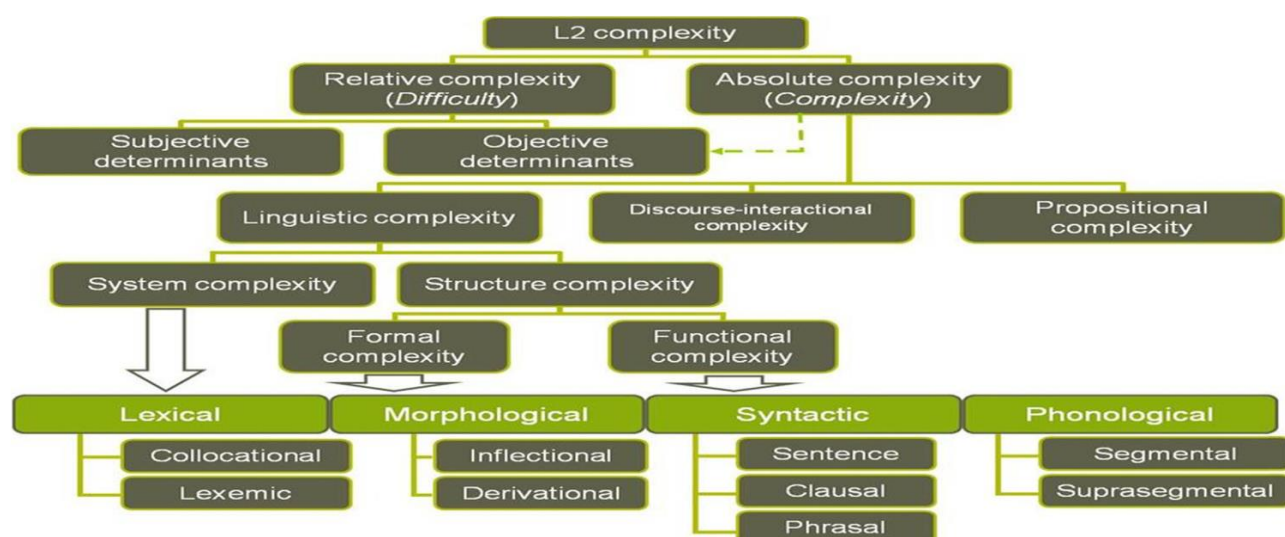 L2 complexity
Relative complexity
(Difficulty)
Absolute complexity
(Complexity)
Subjective
determinants
Objective
determinants
Linguistic complexity
Discourse-interactional
complexity
Propositional
complexity
System complexity
Structure complexity
Formal
complexity
Functional
complexity
Lexical
Morphological
Syntactic
Phonological
Collocational
Inflectional
Sentence
Segmental
Lexemic
Derivational
Clausal
Suprasegmental
Phrasal